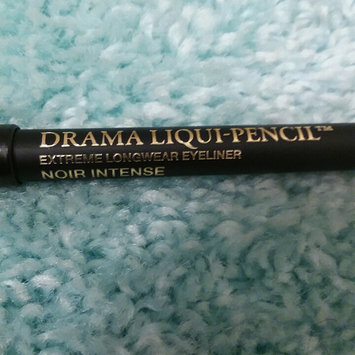 DRAMA LIQUI-PENCIL™
EXTREME LONGWEAR EYELINER
NOIR INTENSE